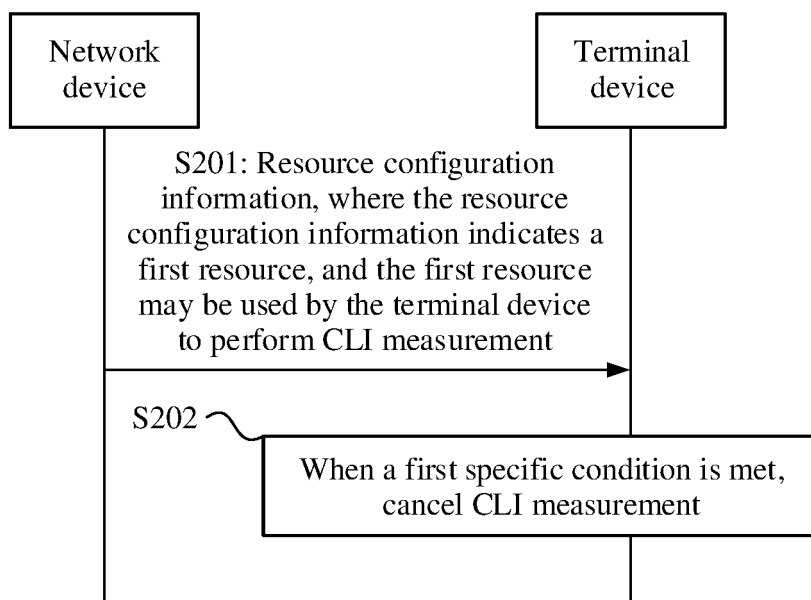 Network
device
Terminal
device
S201: Resource configuration
information, where the resource
configuration information indicates a
first resource, and the first resource
may be used by the terminal device
to perform CLI measurement
S202
When a first specific condition is met,
cancel CLI measurement